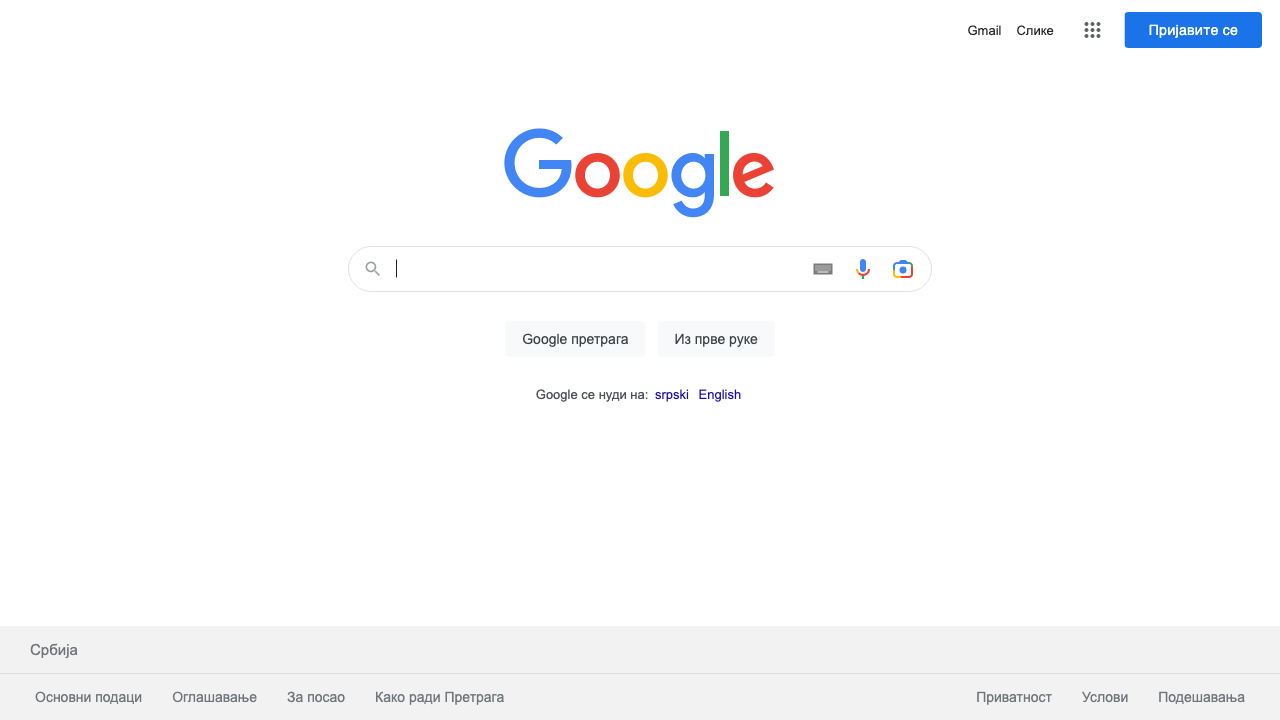 Gmail Слике Пријавите се
Google
Google претрага Из прве руке
Google се нуди на: srpski English
Србија
Основни подаци Оглашавање За посао Како ради Претрага Приватност Услови Подешавања